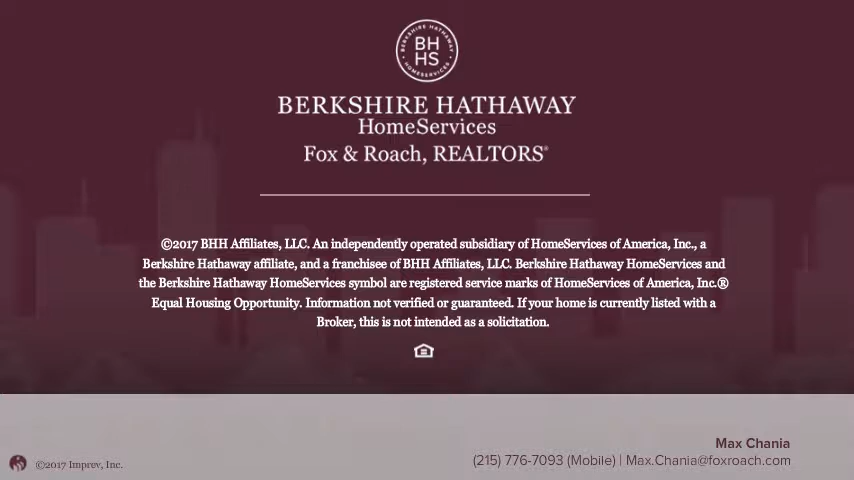 BERKSHIRE HATHAWAY
HOMESERVICES
BH
HS
BERKSHIRE HATHAWAY
HomeServices
Fox & Roach, REALTORS®
©2017 BHH Affiliates, LLC. An independently operated subsidiary of HomeServices of America, Inc., a
Berkshire Hathaway affiliate, and a franchisee of BHH Affiliates, LLC. Berkshire Hathaway HomeServices and
the Berkshire Hathaway HomeServices symbol are registered service marks of HomeServices of America, Inc.®
Equal Housing Opportunity. Information not verified or guaranteed. If your home is currently listed with a
Broker, this is not intended as a solicitation.
Max Chania
(215) 776-7093 (Mobile) | Max.Chania@foxroach.com
©2017 Imprev, Inc.